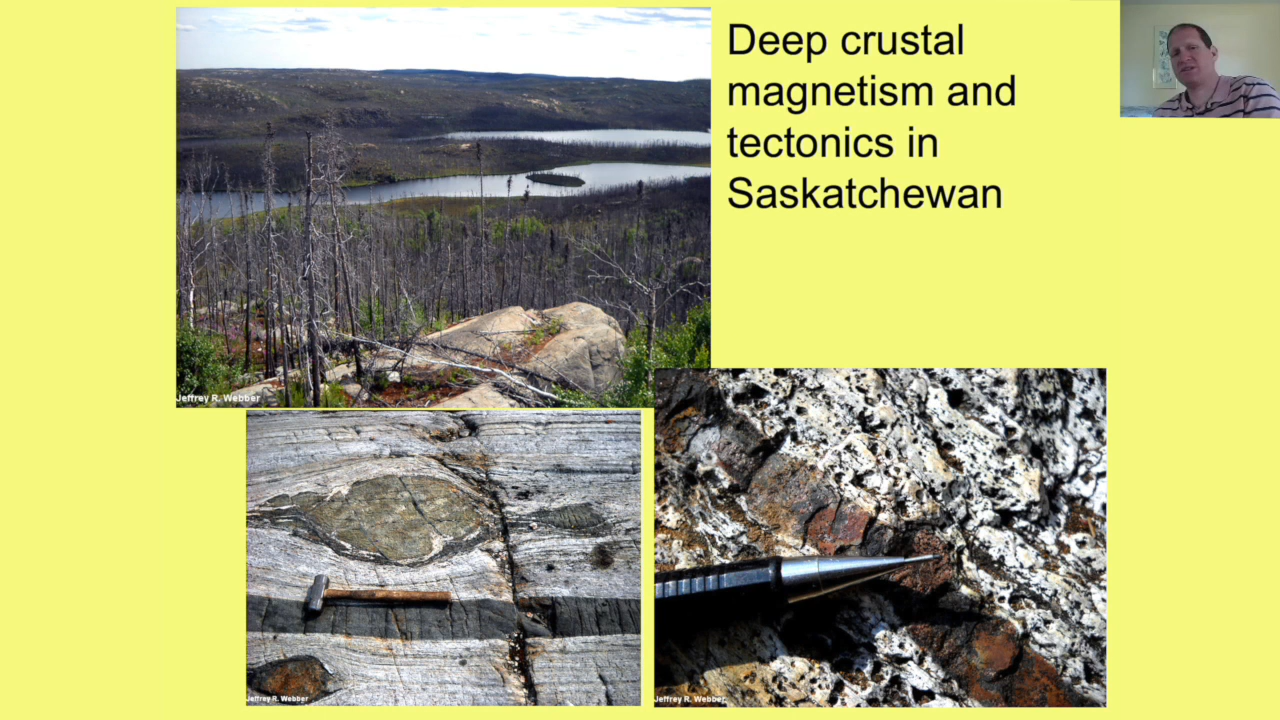 Deep crustal
magnetism and
tectonics in
Saskatchewan
Jeffrey R. Webber
Jeffrey R. Webber
Jeffrey R. Webber